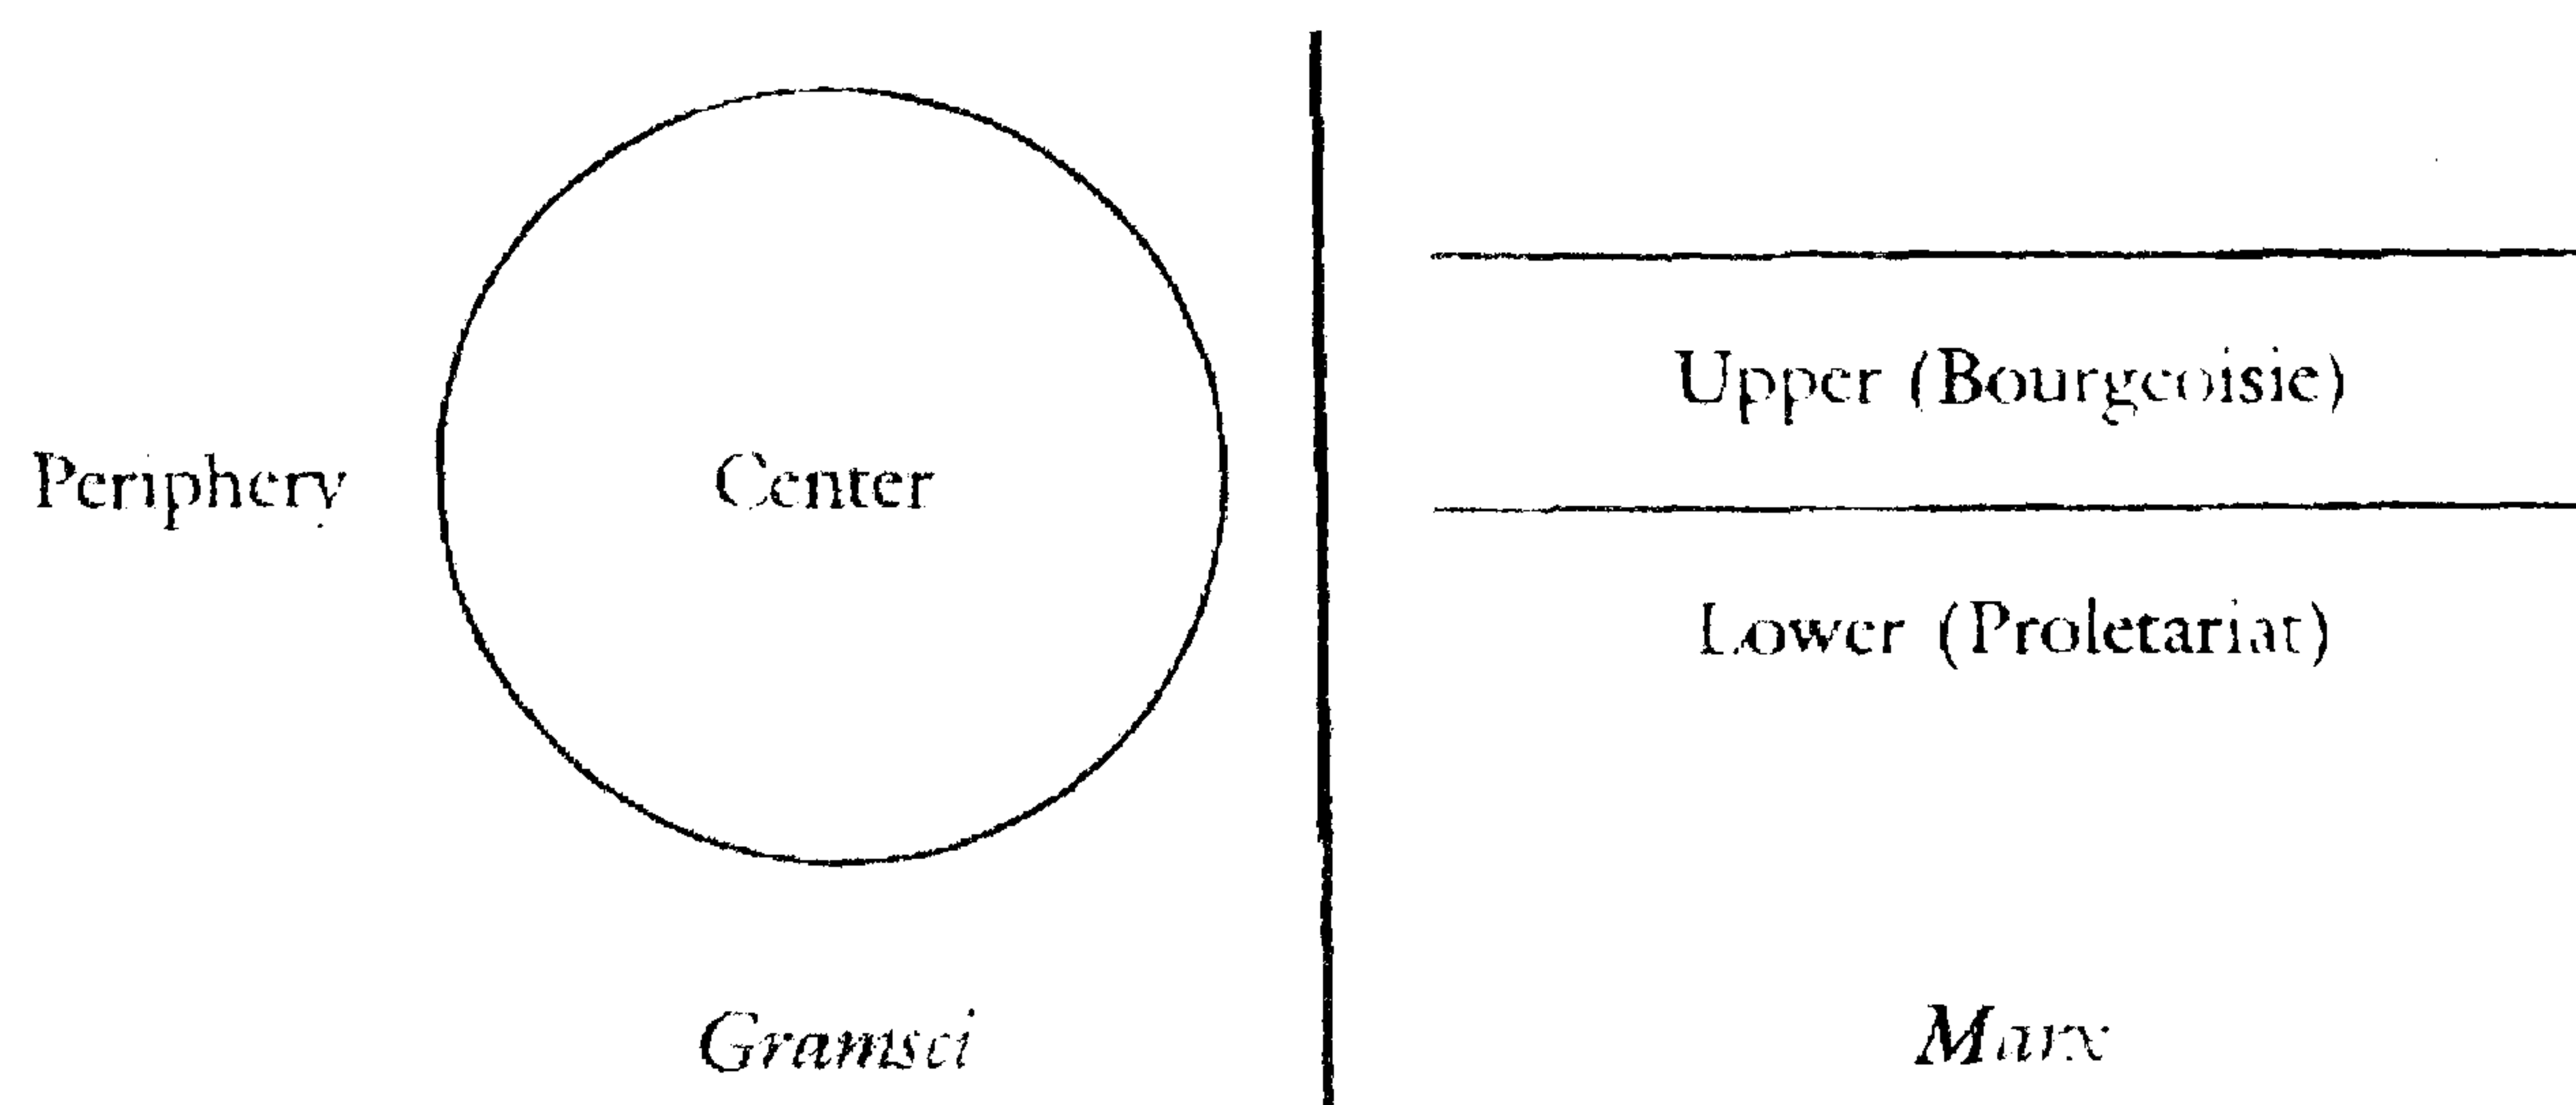 Periphery
Center
Gramsci
Upper (Bourgeoisie)
Lower (Proletariat)
Marx